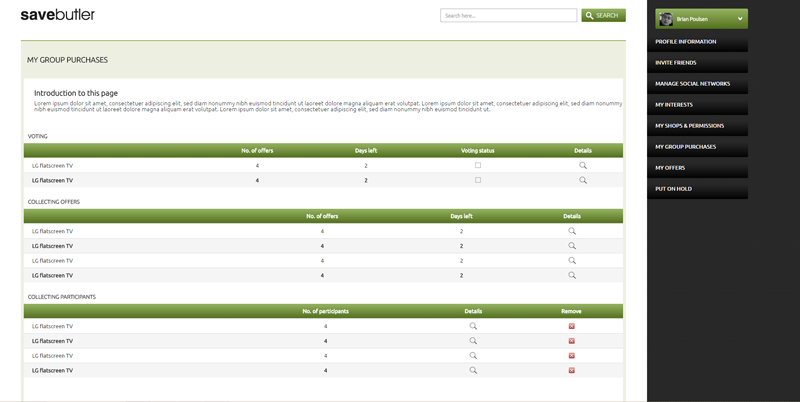 savebutler
Search here...
SEARCH
Brian Poulsen
PROFILE INFORMATION
INVITE FRIENDS
MANAGE SOCIAL NETWORKS
MY INTERESTS
MY SHOPS & PERMISSIONS
MY GROUP PURCHASES
MY OFFERS
PUT ON HOLD
MY GROUP PURCHASES
Introduction to this page
Lorem ipsum dolor sit amet, consectetuer adipiscing elit, sed diam nonummy nibh euismod tincidunt ut laoreet dolore magna aliquam erat volutpat. Lorem ipsum dolor sit amet, consectetuer adipiscing elit, sed diam nonummy
nibh euismod tincidunt ut laoreet dolore magna aliquam erat volutpat. Lorem ipsum dolor sit amet, consectetuer adipiscing elit, sed diam nonummy nibh euismod tincidunt ut.
VOTING
No. of offers Days left Voting status Details
LG flatscreen TV 4 2
LG flatscreen TV 4 2
COLLECTING OFFERS
No. of offers Days left Details
LG flatscreen TV 4 2
LG flatscreen TV 4 2
LG flatscreen TV 4 2
LG flatscreen TV 4 2
COLLECTING PARTICIPANTS
No. of participants Details Remove
LG flatscreen TV 4
LG flatscreen TV 4
LG flatscreen TV 4
LG flatscreen TV 4